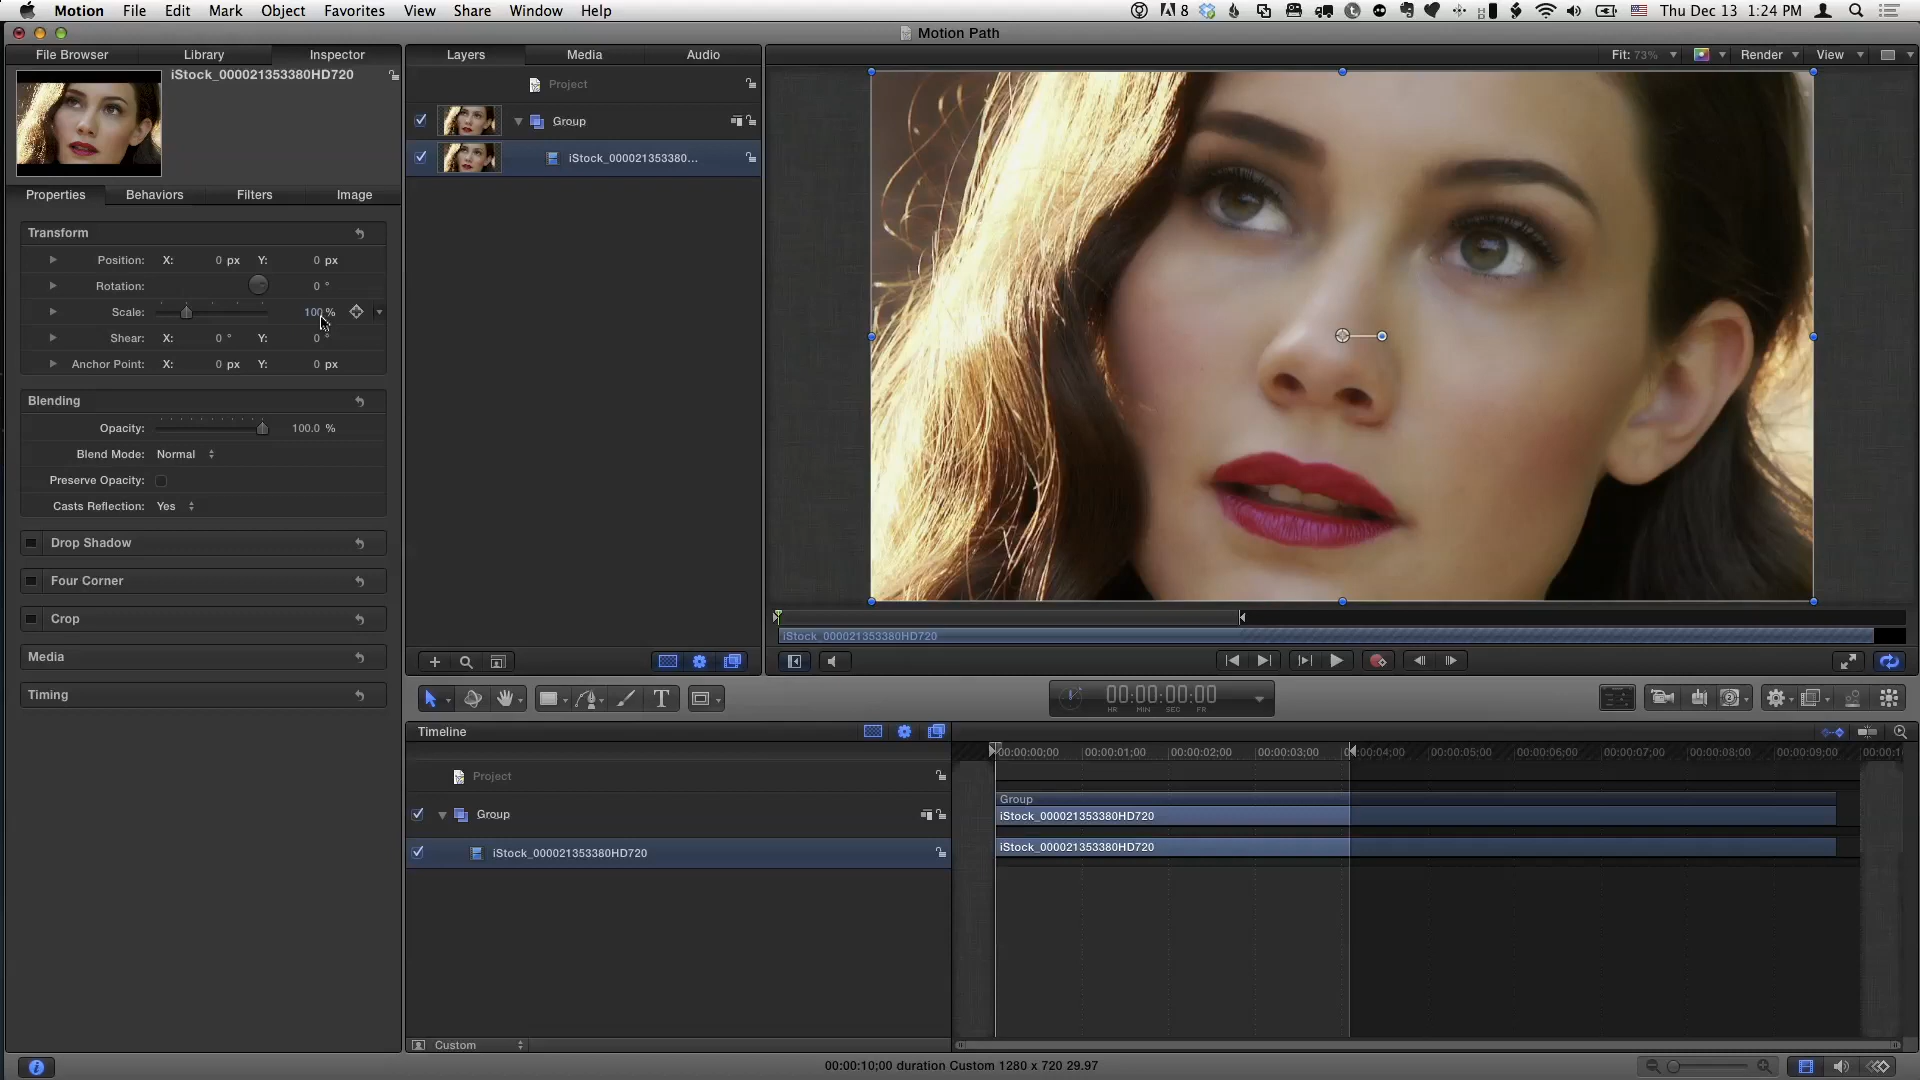 Motion File Edit Mark Object Favorites View Share Window Help 8 Thu Dec 13 1:24 PM
Motion Path
File Browser Library Inspector Layers Media Audio Fit: 73% Render View
iStock_000021353380HD720
Project
Group
iStock_000021353380...
Properties Behaviors Filters Image
Transform
Position: X: 0 px Y: 0 px
Rotation: 0 °
Scale: 100 %
Shear: X: 0 ° Y: 0 °
Anchor Point: X: 0 px Y: 0 px
Blending
Opacity: 100.0 %
Blend Mode: Normal
Preserve Opacity:
Casts Reflection: Yes
Drop Shadow
Four Corner
Crop
Media
Timing
iStock_000021353380HD720
T
00:00:00:00
HR MIN SEC FR
Timeline
00:00:00;00 00:00:01;00 00:00:02;00 00:00:03;00 00:00:04;00 00:00:05;00 00:00:06;00 00:00:07;00 00:00:08;00 00:00:09;00
Project
Group
iStock_000021353380HD720
Group
iStock_000021353380HD720
iStock_000021353380HD720
Custom
00:00:10;00 duration Custom 1280 x 720 29.97